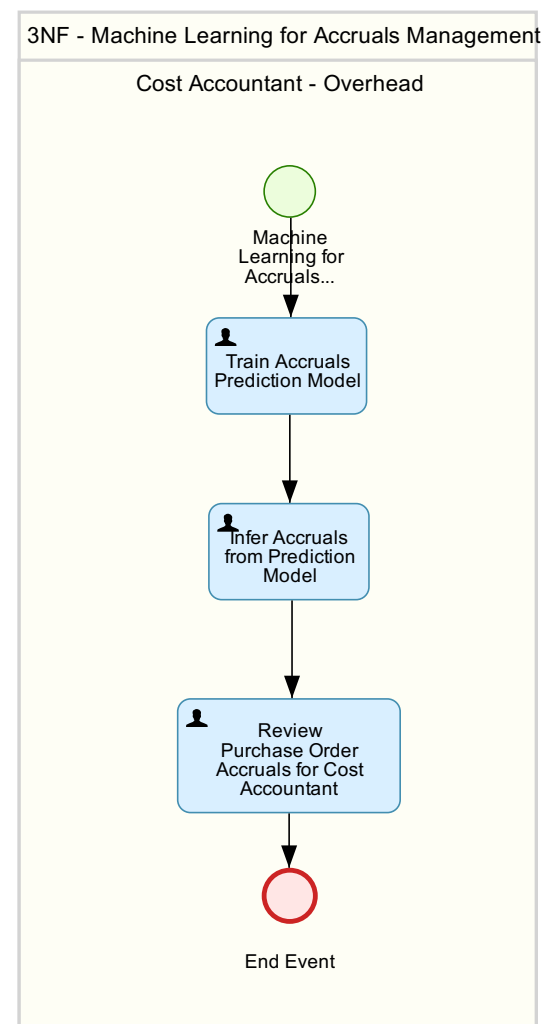 3NF - Machine Learning for Accruals Management
Cost Accountant - Overhead
Machine
Learning for
Accruals...
Train Accruals
Prediction Model
Infer Accruals
from Prediction
Model
Review
Purchase Order
Accruals for Cost
Accountant
End Event